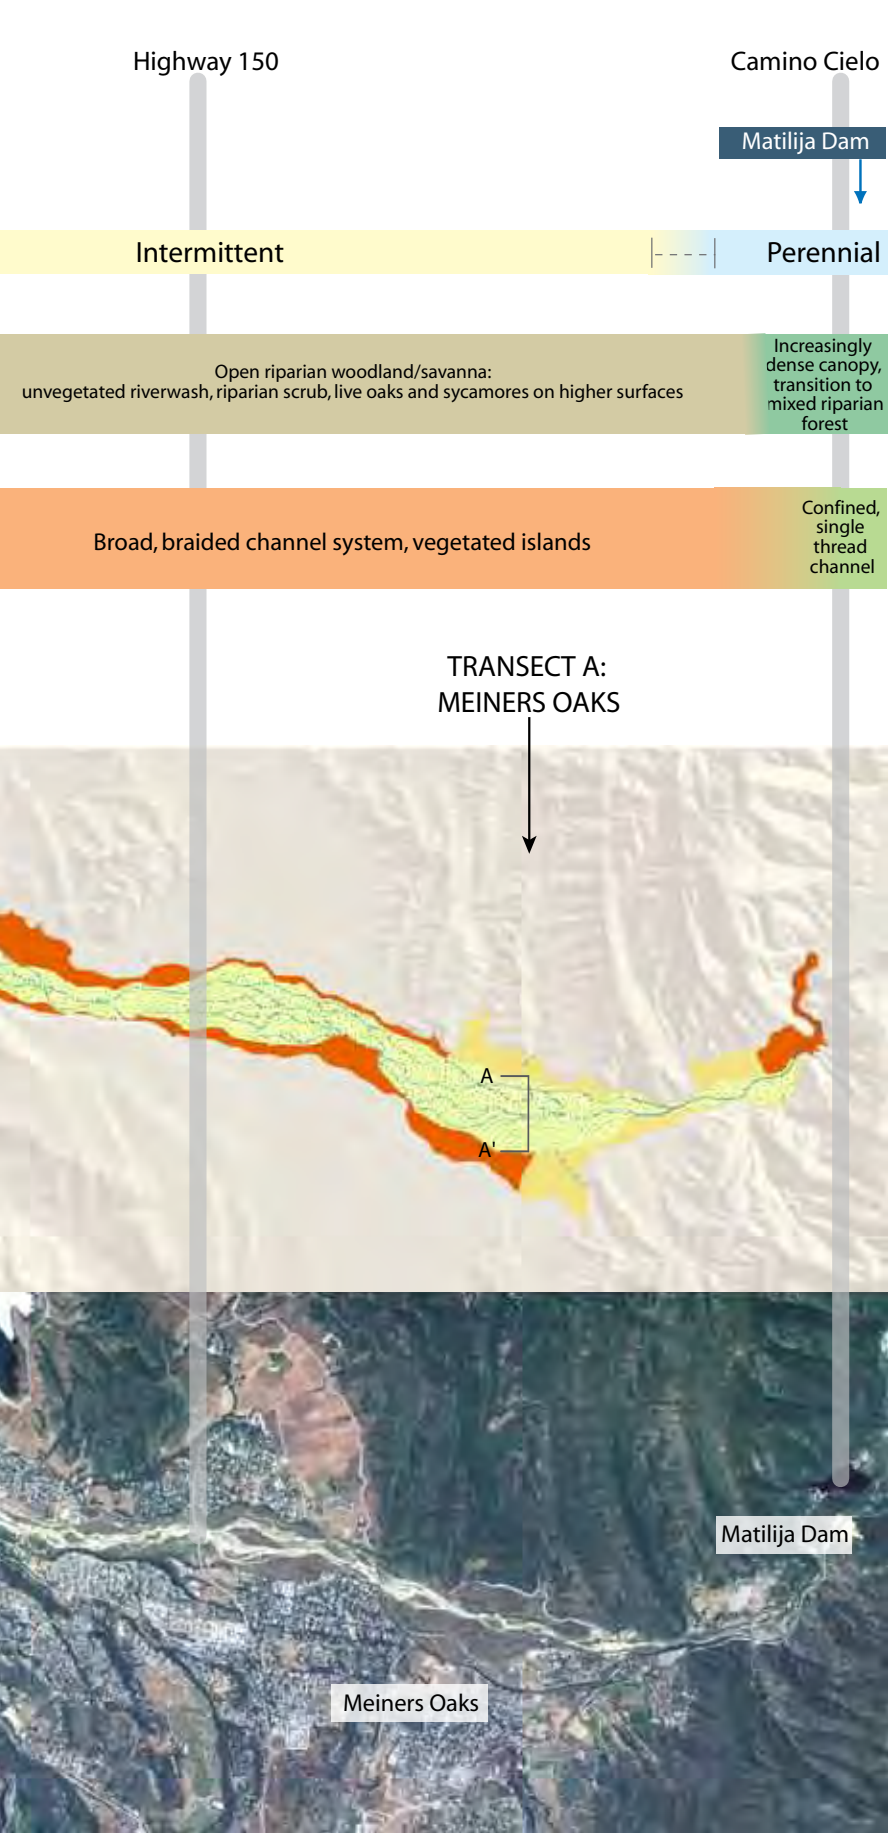 Highway 150
Camino Cielo
Matilija Dam
Intermittent
Perennial
Open riparian woodland/savanna:
unvegetated riverwash, riparian scrub, live oaks and sycamores on higher surfaces
Increasingly
dense canopy,
transition to
mixed riparian
forest
Broad, braided channel system, vegetated islands
Confined,
single
thread
channel
TRANSECT A:
MEINERS OAKS
A
A'
Matilija Dam
Meiners Oaks